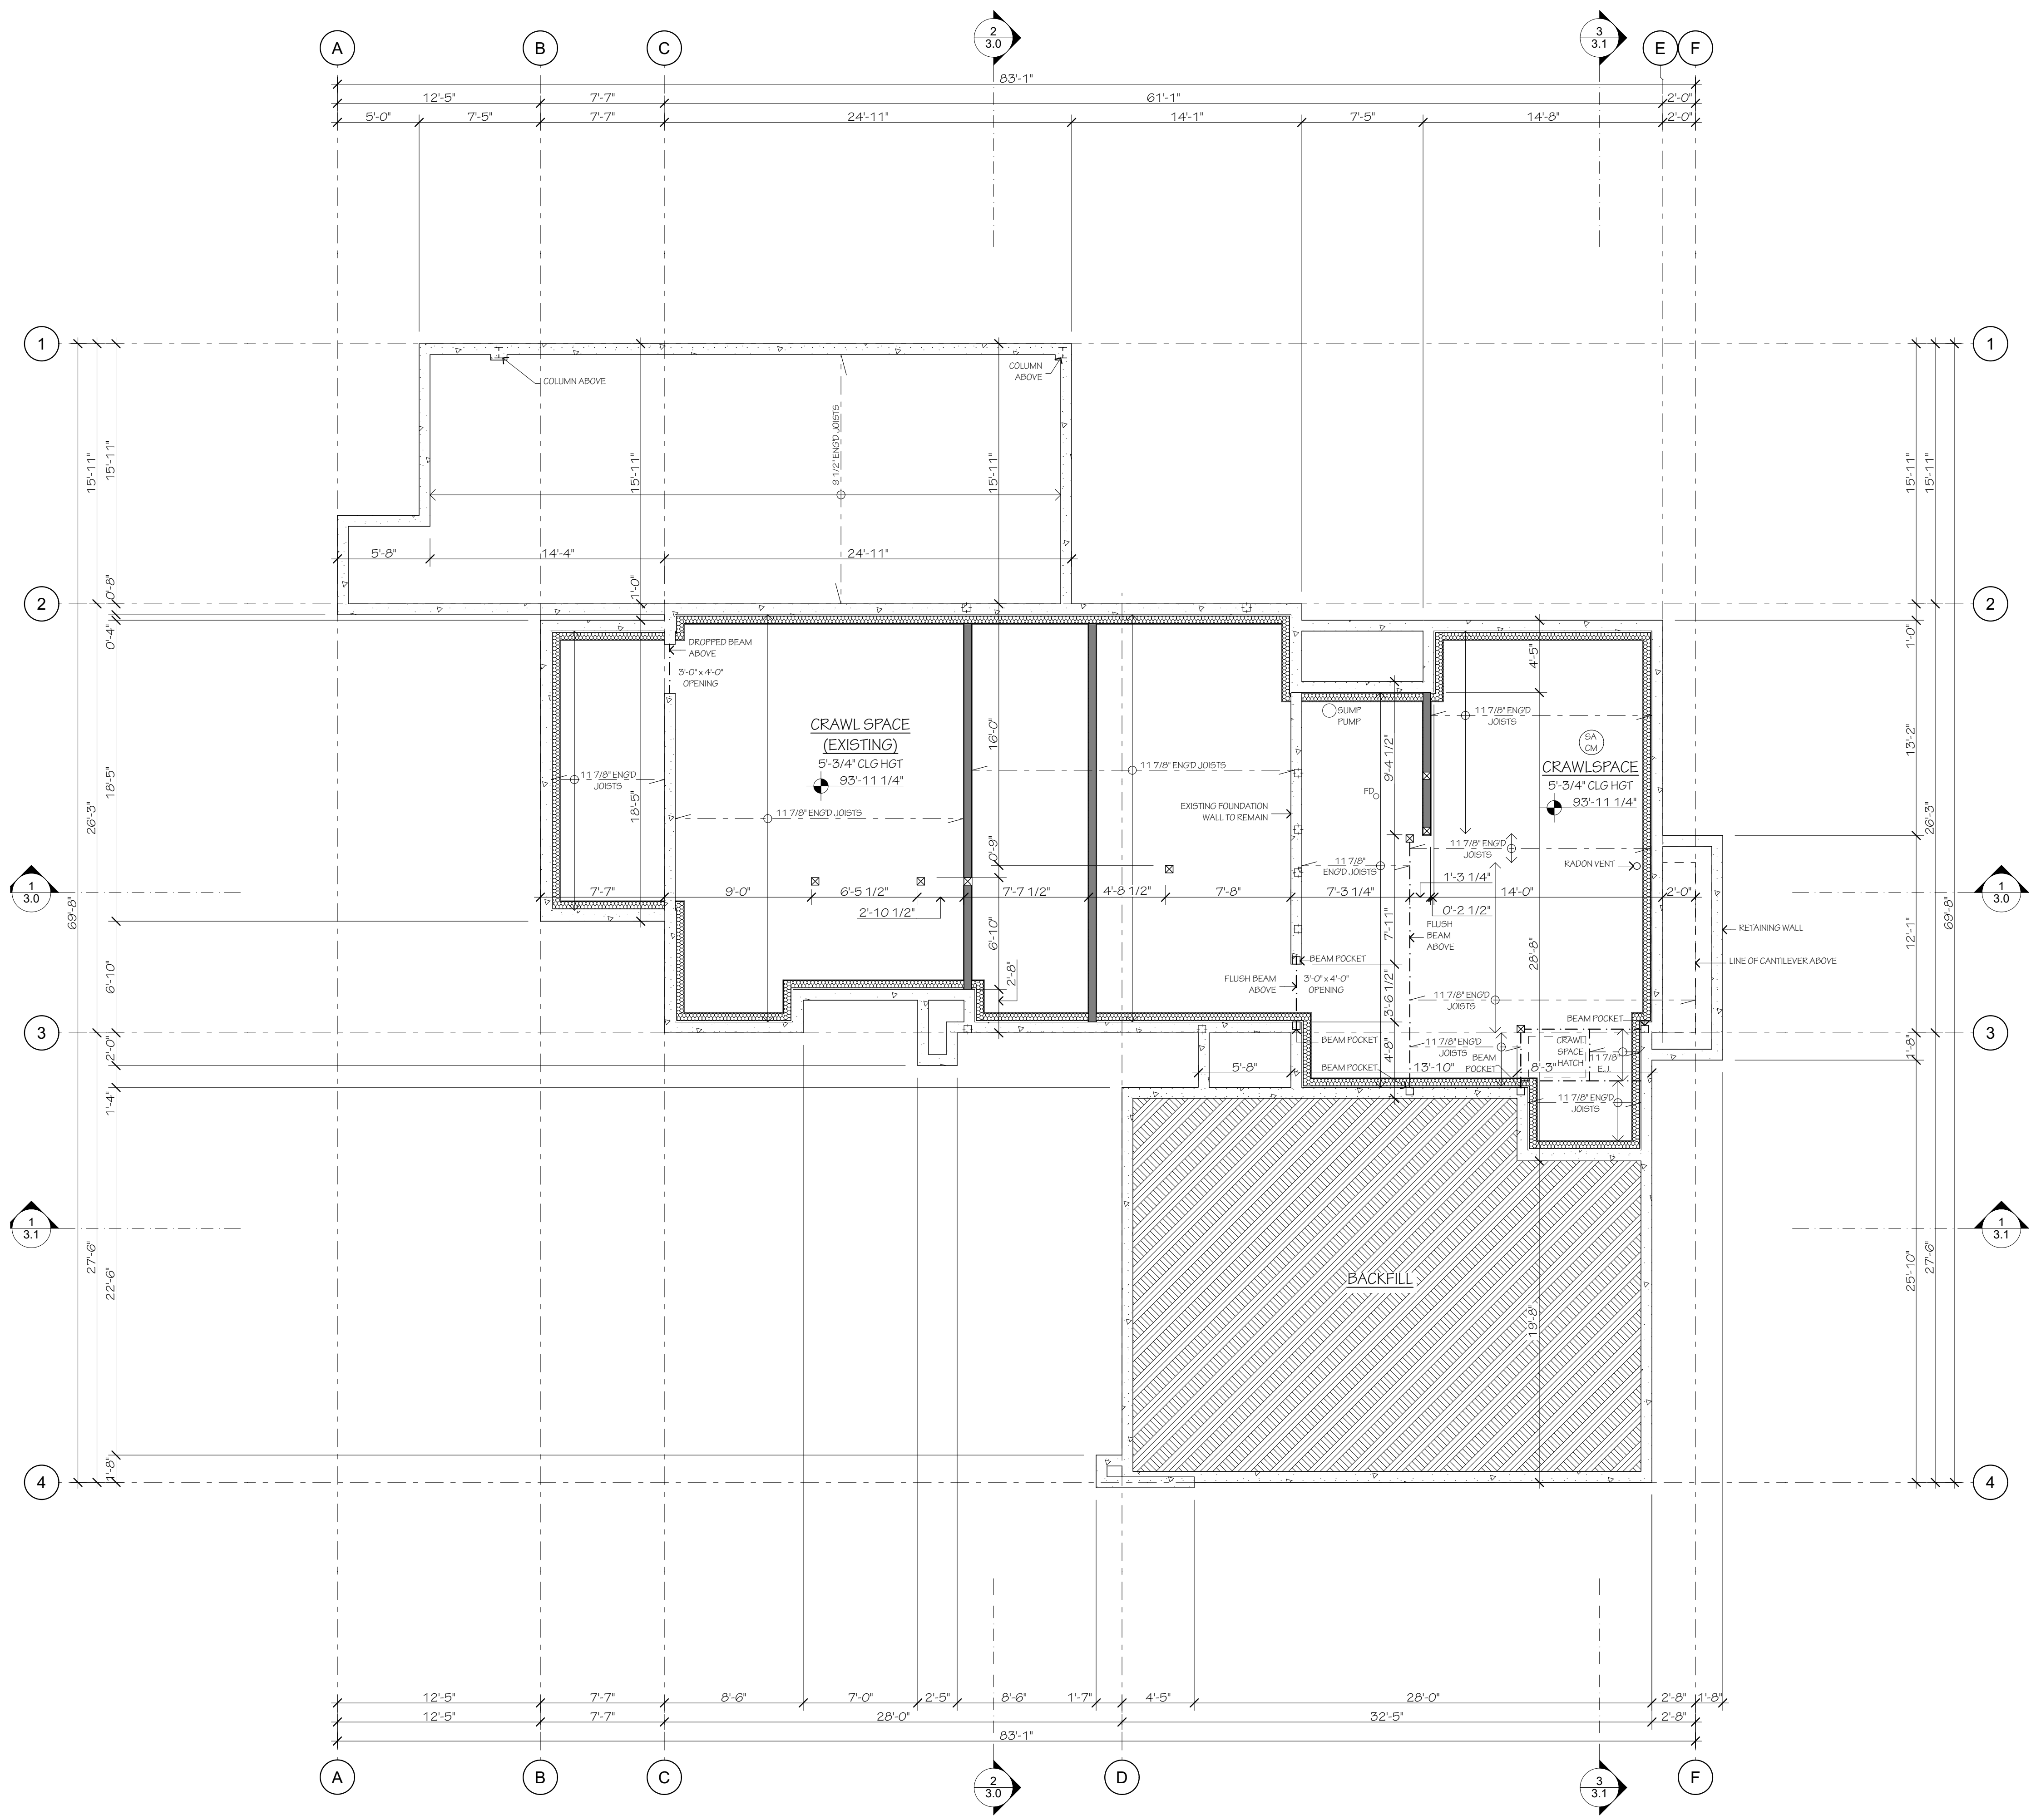 A B C 2 3 E F
3.0 3.1
83'-1"
12'-5" 7'-7" 61'-1" 2'-0"
5'-0" 7'-5" 7'-7" 24'-11" 14'-1" 7'-5" 14'-8" 2'-0"
1 1
COLUMN ABOVE
COLUMN
ABOVE
9 1/2" ENG'D JOISTS
15'-11" 15'-11" 15'-11" 15'-11" 15'-11" 15'-11"
5'-8" 14'-4" 24'-11"
0'-8" 1'-0"
2 2
0'-4" 1'-0"
DROPPED BEAM
ABOVE
3'-0" x 4'-0"
OPENING
4'-5"
SUMP
PUMP
11 7/8" ENG'D
JOISTS
CRAWL SPACE
(EXISTING)
5'-3/4" CLG HGT
93'-11 1/4"
16'-0"
9'-4 1/2"
SA
CM
CRAWLSPACE
5'-3/4" CLG HGT
93'-11 1/4"
13'-2"
11 7/8" ENG'D
JOISTS
11 7/8" ENG'D JOISTS
18'-5" 18'-5"
FD
EXISTING FOUNDATION
WALL TO REMAIN
11 7/8" ENG'D JOISTS
26'-3" 26'-3"
11 7/8" ENG'D
JOISTS
0'-9"
11 7/8"
ENG'D JOISTS
RADON VENT
1'-3 1/4"
1
3.0
1
3.0
69'-8" 69'-8"
7'-7" 9'-0" 6'-5 1/2" 7'-7 1/2" 4'-8 1/2" 7'-8" 7'-3 1/4" 14'-0" 2'-0"
2'-10 1/2" 0'-2 1/2"
6'-10" 7'-11" 12'-1"
FLUSH
BEAM
ABOVE
RETAINING WALL
28'-8"
BEAM POCKET
LINE OF CANTILEVER ABOVE
6'-10" 2'-8"
FLUSH BEAM
ABOVE
3'-0" x 4'-0"
OPENING
3'-6 1/2"
11 7/8" ENG'D
JOISTS
BEAM POCKET
3 3
BEAM POCKET
11 7/8" ENG'D
JOISTS
CRAWL
SPACE
HATCH
11 7/8"
E.J.
2'-0" 4'-8" 1'-8"
5'-8" BEAM POCKET 13'-10" BEAM
POCKET
8'-3"
1'-4"
11 7/8" ENG'D
JOISTS
1
3.1
1
3.1
BACKFILL
27'-6" 22'-6" 19'-8" 25'-10" 27'-6"
1'-8"
4 4
12'-5" 7'-7" 8'-6" 7'-0" 2'-5" 8'-6" 1'-7" 4'-5" 28'-0" 2'-8" 1'-8"
12'-5" 7'-7" 28'-0" 32'-5" 2'-8"
83'-1"
A B C 2 D 3 F
3.0 3.1